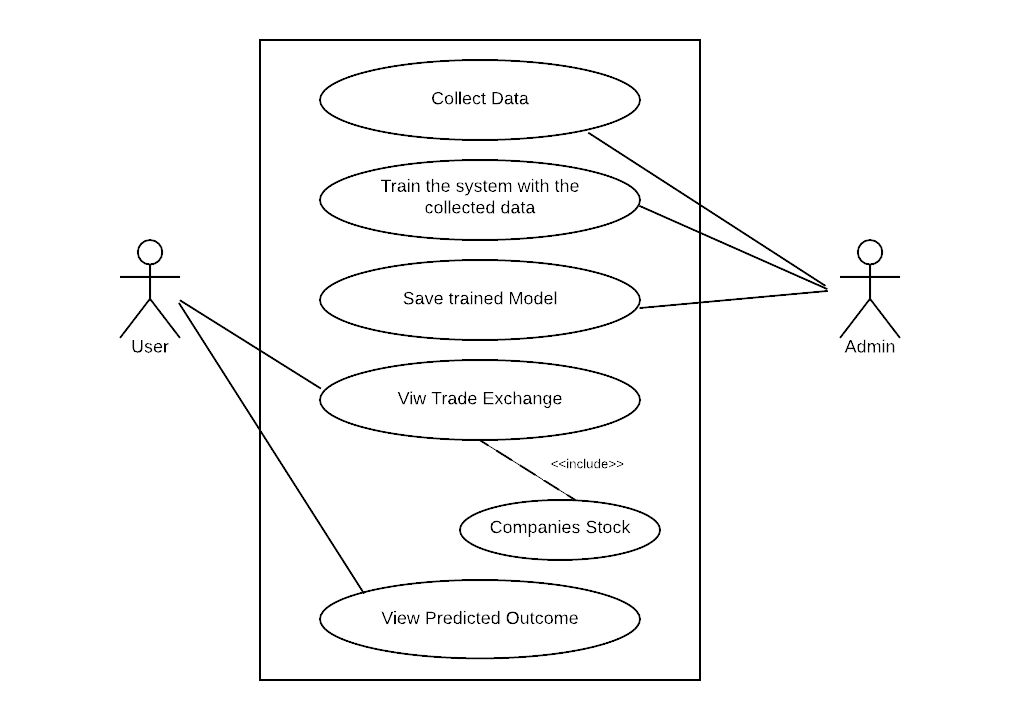 Collect Data
Train the system with the
collected data
Save trained Model
User
Admin
Viw Trade Exchange
<<include>>
Companies Stock
View Predicted Outcome